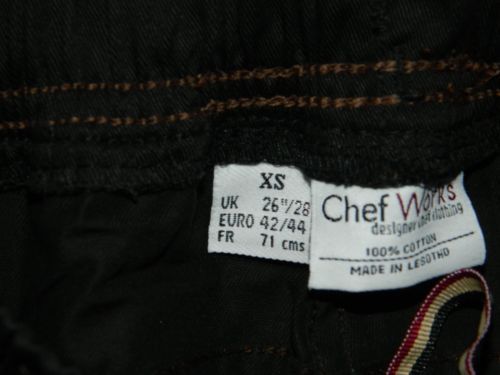 XS
UK 26"/28
EURO 42/44
FR 71 cms
Chef Works
designer chef clothing
100% COTTON
MADE IN LESOTHO